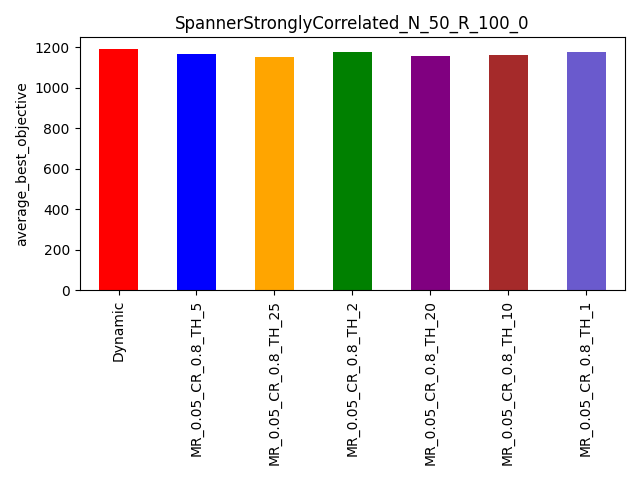 SpannerStronglyCorrelated_N_50_R_100_0
average_best_objective
1200
1000
800
600
400
200
0
Dynamic
MR_0.05_CR_0.8_TH_5
MR_0.05_CR_0.8_TH_25
MR_0.05_CR_0.8_TH_2
MR_0.05_CR_0.8_TH_20
MR_0.05_CR_0.8_TH_10
MR_0.05_CR_0.8_TH_1